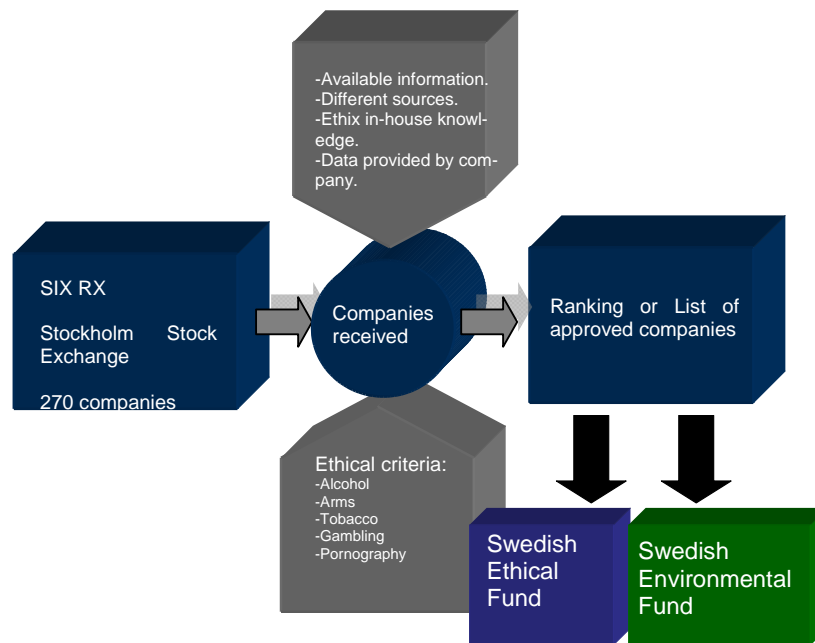 -Available information.
-Different sources.
-Ethix in-house knowl-
edge.
-Data provided by com-
pany.
SIX RX
Stockholm Stock
Exchange
270 companies
Companies
received
Ranking or List of
approved companies
Ethical criteria:
-Alcohol
-Arms
-Tobacco
-Gambling
-Pornography
Swedish
Ethical
Fund
Swedish
Environmental
Fund